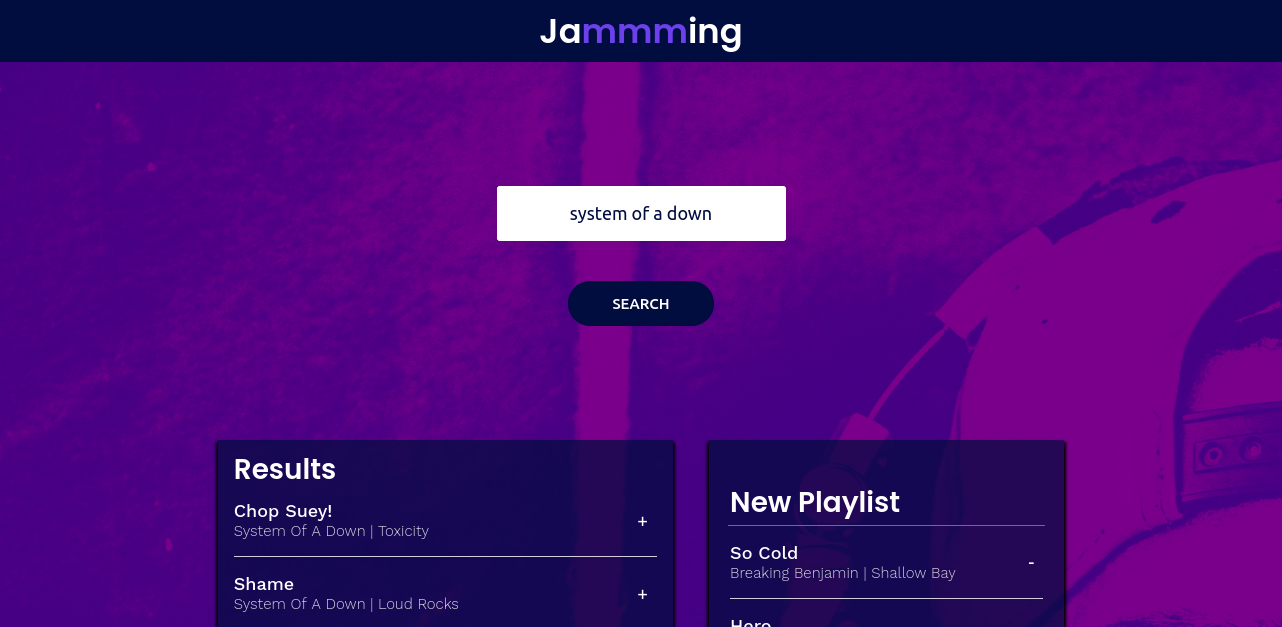 Jammming
system of a down
SEARCH
Results
Chop Suey!
System Of A Down | Toxicity
+
Shame
System Of A Down | Loud Rocks
+
New Playlist
So Cold
Breaking Benjamin | Shallow Bay
-
Here